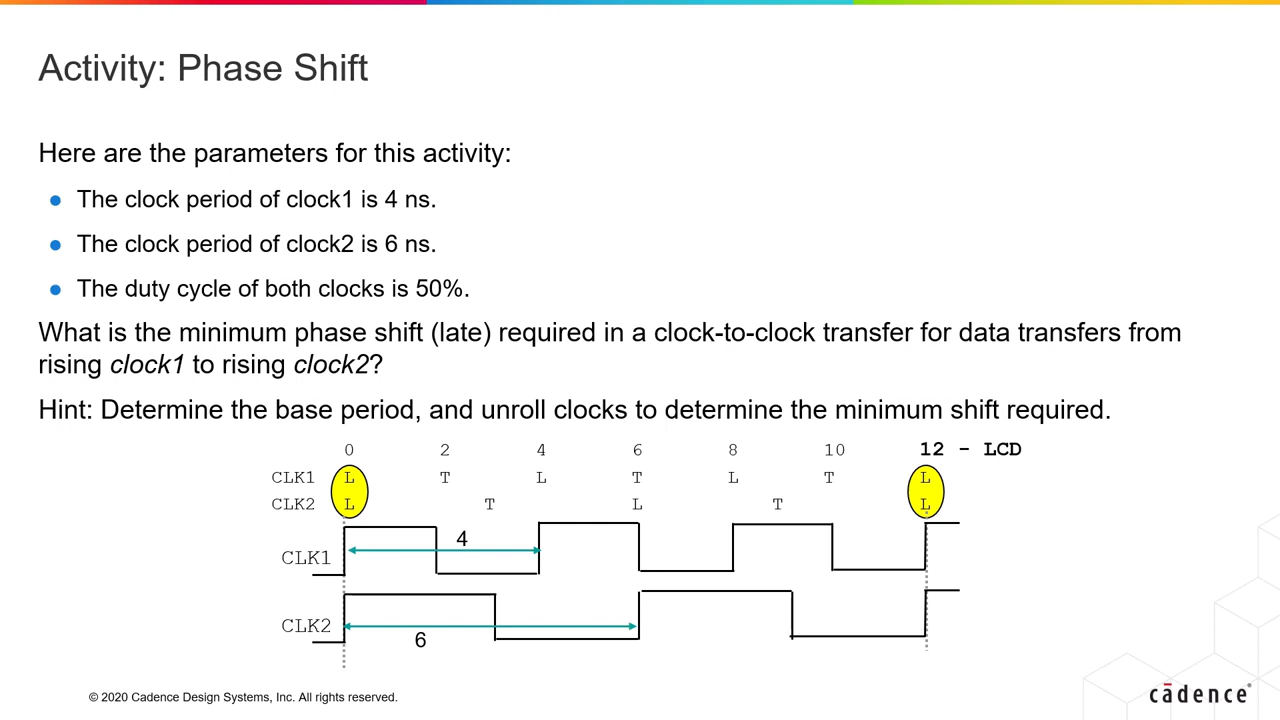 Activity: Phase Shift
Here are the parameters for this activity:
● The clock period of clock1 is 4 ns.
● The clock period of clock2 is 6 ns.
● The duty cycle of both clocks is 50%.
What is the minimum phase shift (late) required in a clock-to-clock transfer for data transfers from
rising clock1 to rising clock2?
Hint: Determine the base period, and unroll clocks to determine the minimum shift required.
0 2 4 6 8 10 12 - LCD
CLK1 L T L T L T L
CLK2 L T L T L
4
CLK1
CLK2
6
© 2020 Cadence Design Systems, Inc. All rights reserved.
cādence®